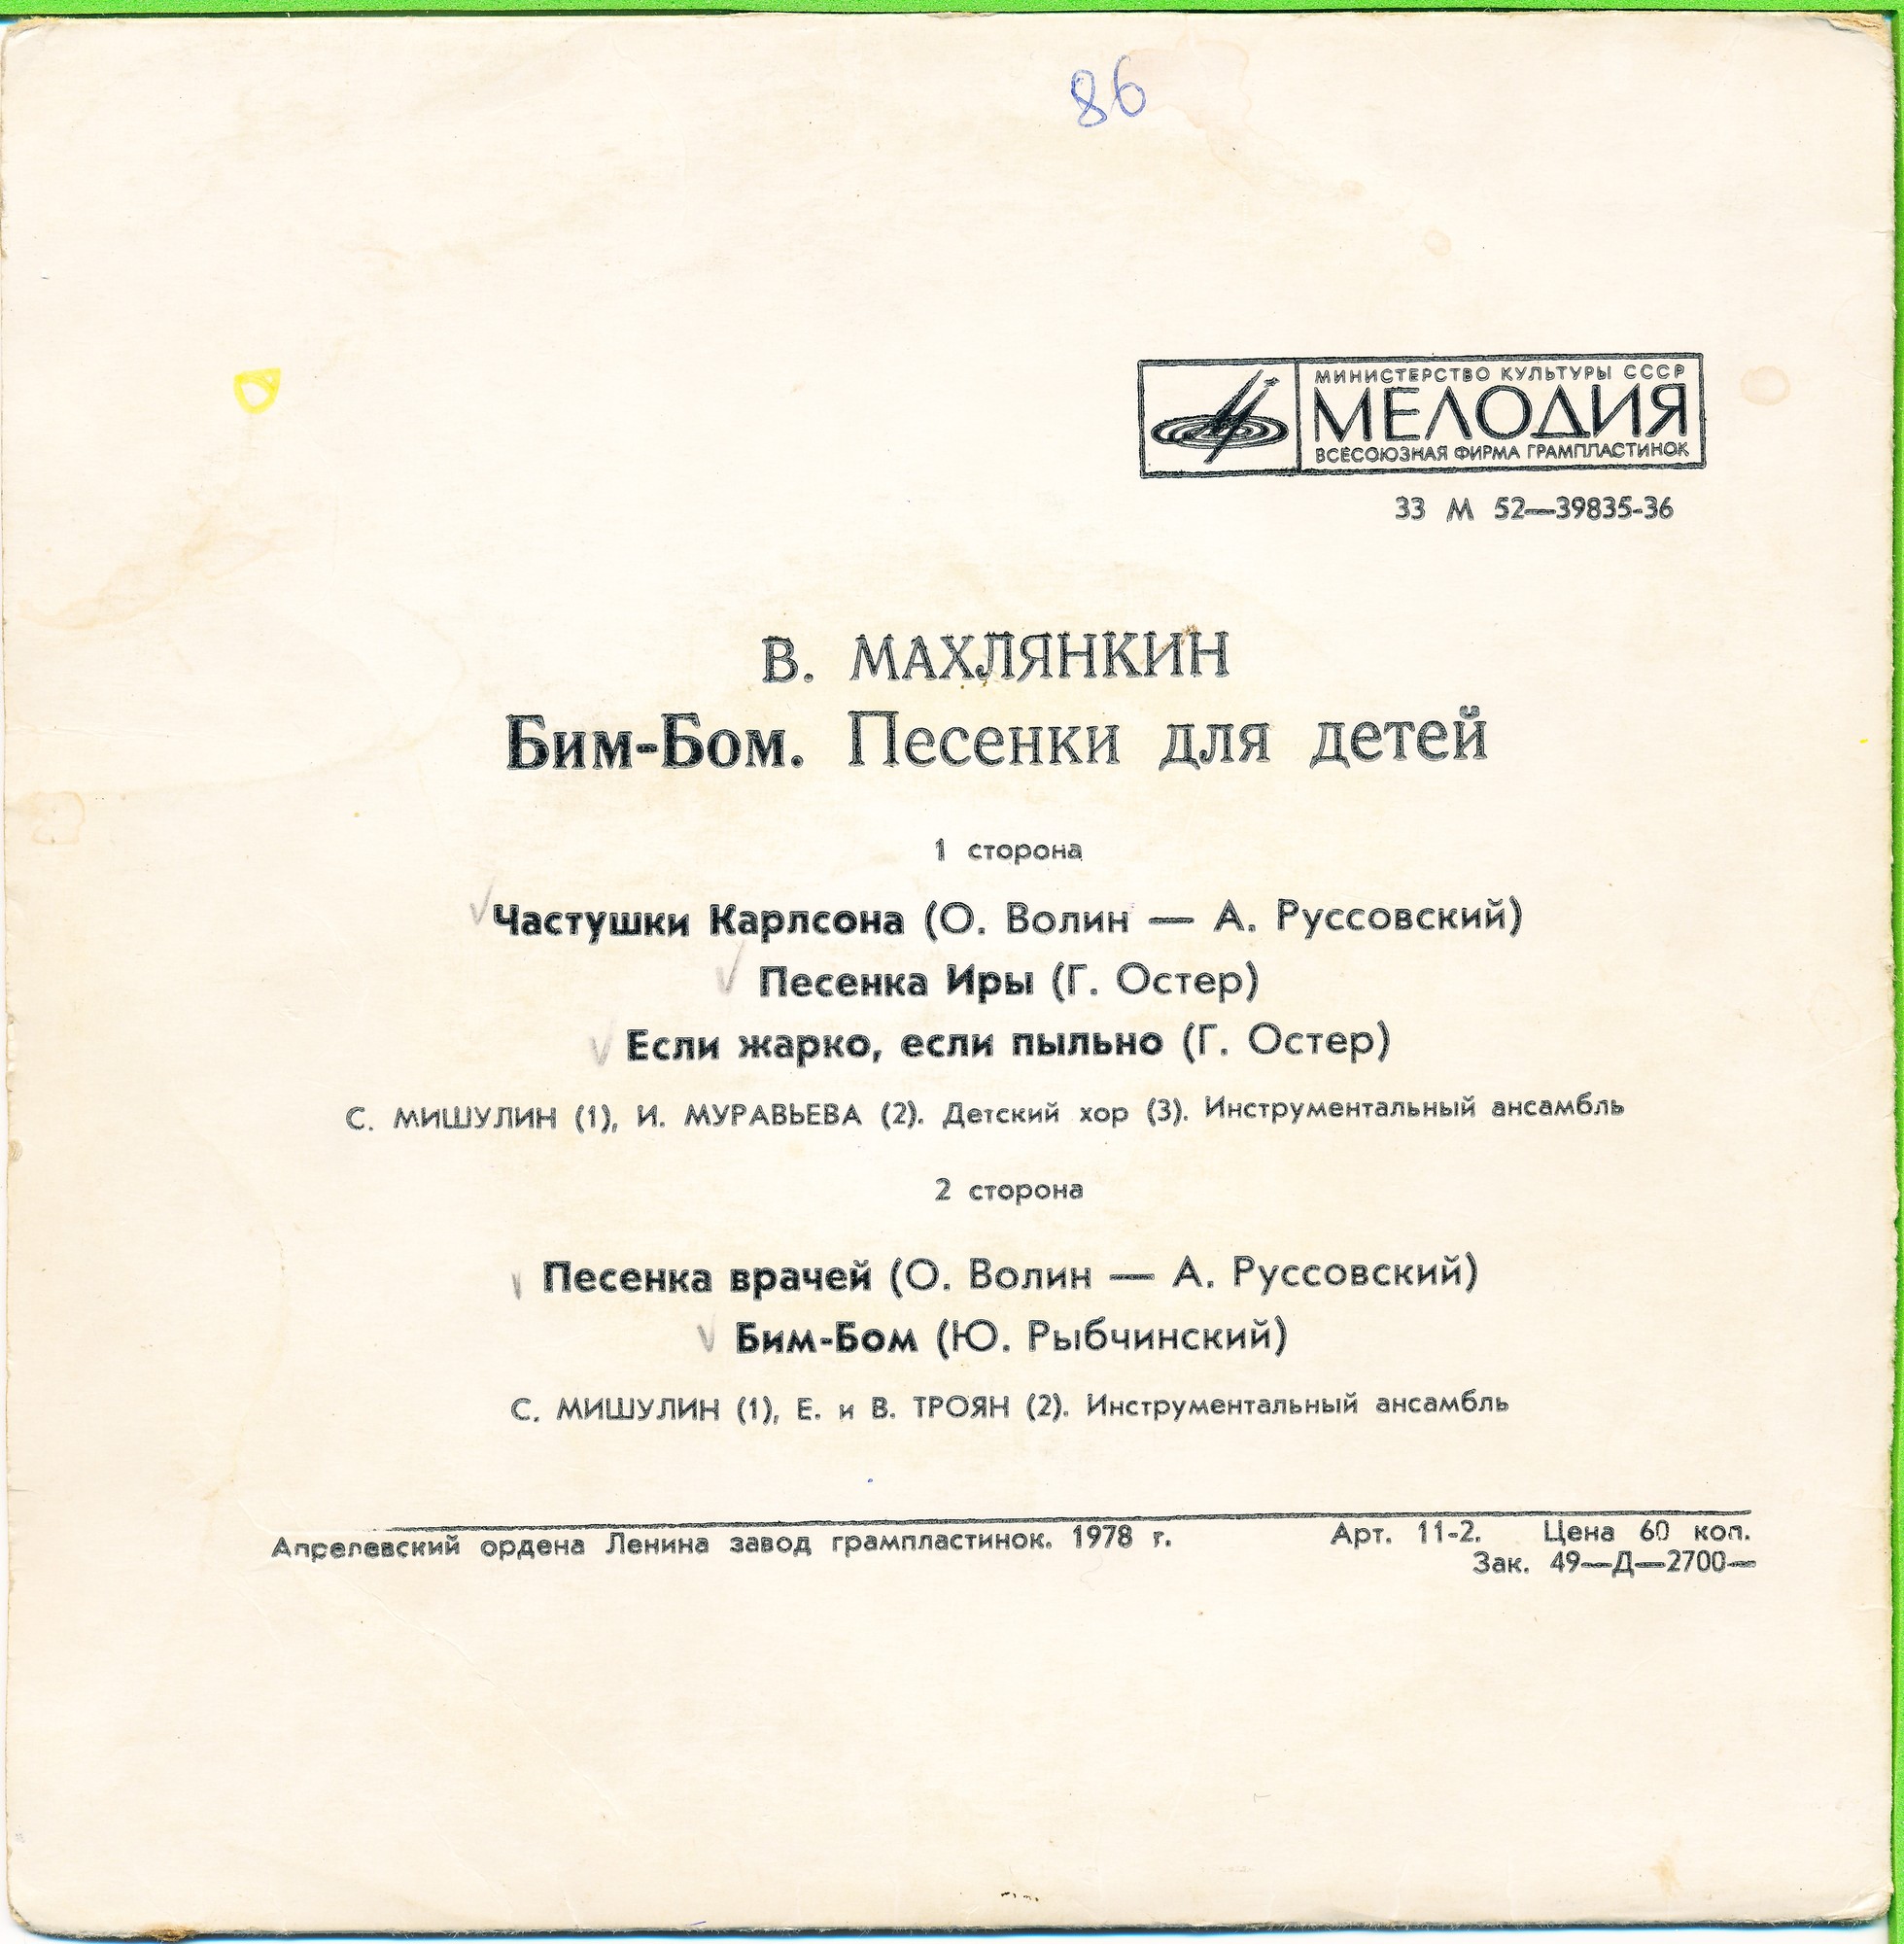 86
МИНИСТЕРСТВО КУЛЬТУРЫ СССР
МЕЛОДИЯ
ВСЕСОЮЗНАЯ ФИРМА ГРАМПЛАСТИНОК
33 М 52—39835-36
В. МАХЛЯНКИН
Бим-Бом. Песенки для детей
1 сторона
Частушки Карлсона (О. Волин — А. Руссовский)
Песенка Иры (Г. Остер)
Если жарко, если пыльно (Г. Остер)
С. МИШУЛИН (1), И. МУРАВЬЕВА (2). Детский хор (3). Инструментальный ансамбль
2 сторона
Песенка врачей (О. Волин — А. Руссовский)
Бим-Бом (Ю. Рыбчинский)
С. МИШУЛИН (1), Е. и В. ТРОЯН (2). Инструментальный ансамбль
Апрелевский ордена Ленина завод грампластинок. 1978 г. Арт. 11-2. Цена 60 коп.
Зак. 49—Д—2700—